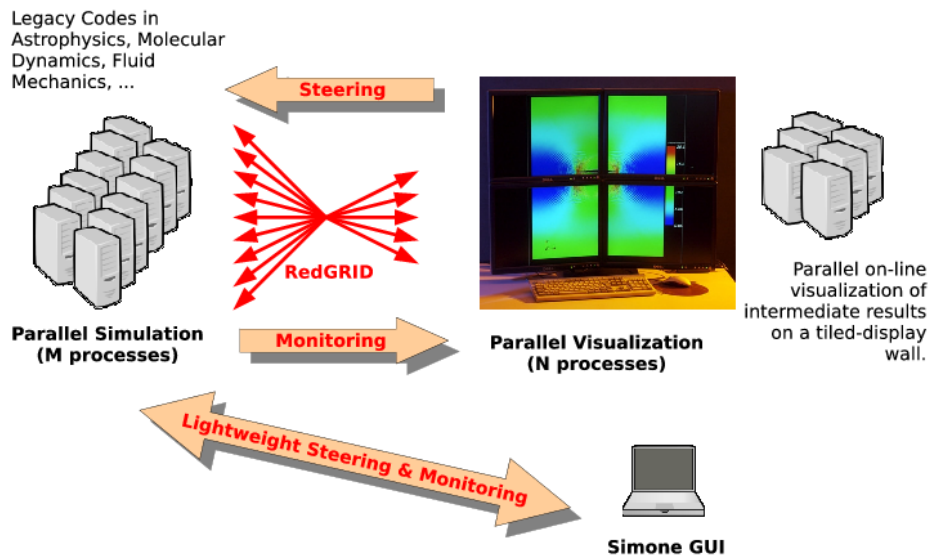 Legacy Codes in
Astrophysics, Molecular
Dynamics, Fluid
Mechanics, ...
Steering
RedGRID
Parallel Simulation
(M processes)
Monitoring
Parallel Visualization
(N processes)
Parallel on-line
visualization of
intermediate results
on a tiled-display
wall.
Lightweight Steering & Monitoring
Simone GUI